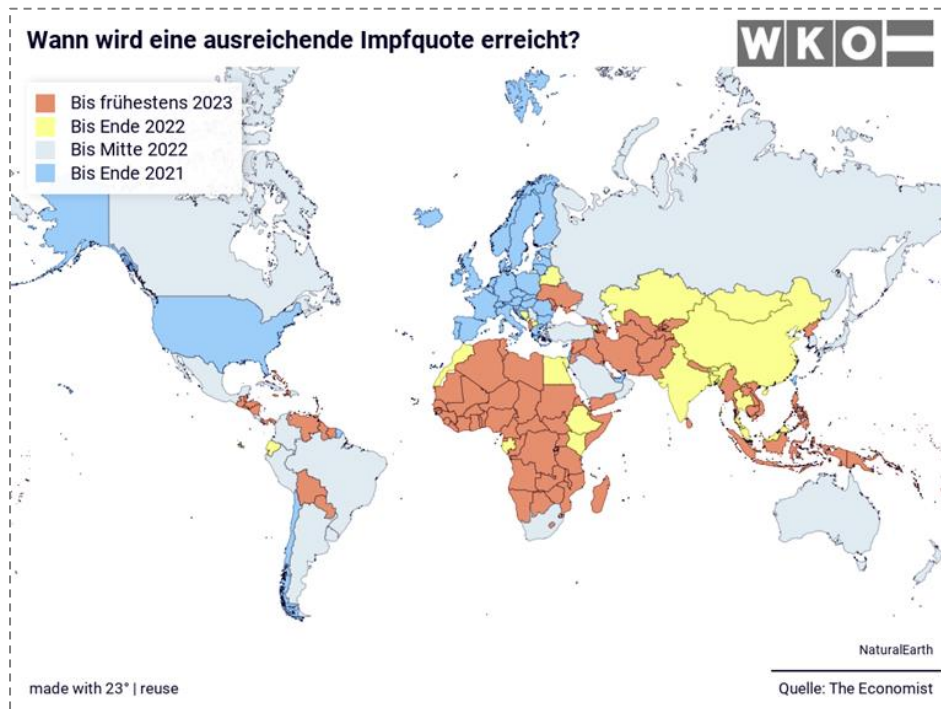 Wann wird eine ausreichende Impfquote erreicht?
WKO
Bis frühestens 2023
Bis Ende 2022
Bis Mitte 2022
Bis Ende 2021
NaturalEarth
made with 23° | reuse
Quelle: The Economist